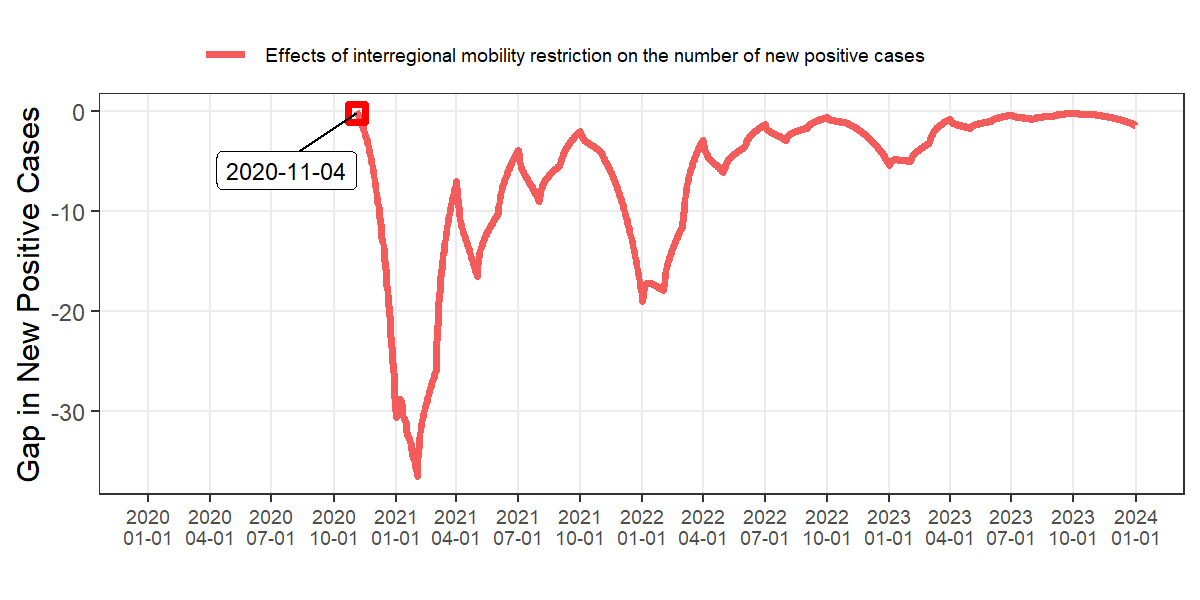 Effects of interregional mobility restriction on the number of new positive cases
Gap in New Positive Cases
0
-10
-20
-30
2020-11-04
2020 2020 2020 2020 2021 2021 2021 2021 2022 2022 2022 2022 2023 2023 2023 2023 2024
01-01 04-01 07-01 10-01 01-01 04-01 07-01 10-01 01-01 04-01 07-01 10-01 01-01 04-01 07-01 10-01 01-01